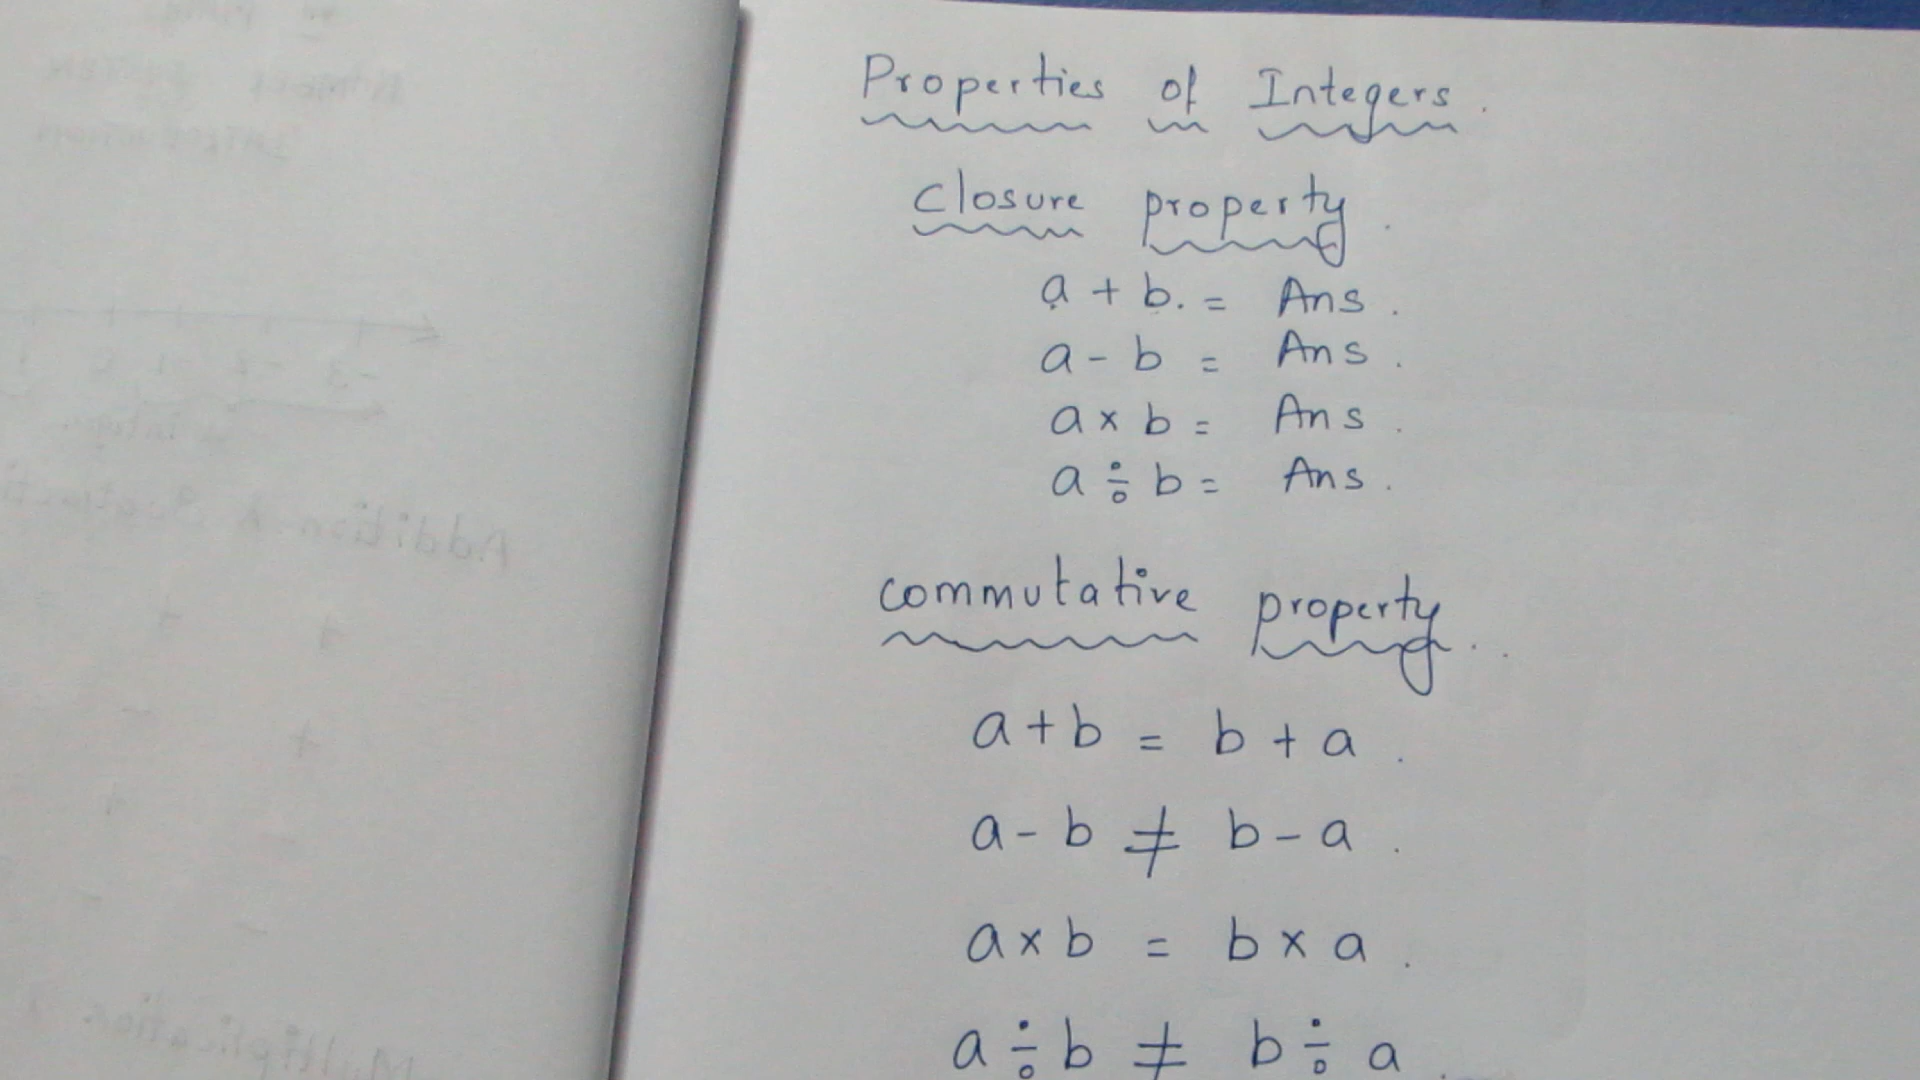 Properties of Integers.
Closure property.
a + b. = Ans.
a - b = Ans.
a × b = Ans.
a ÷ b = Ans.
commutative property..
a + b = b + a.
a - b ≠ b - a.
a × b = b × a.
a ÷ b ≠ b ÷ a.